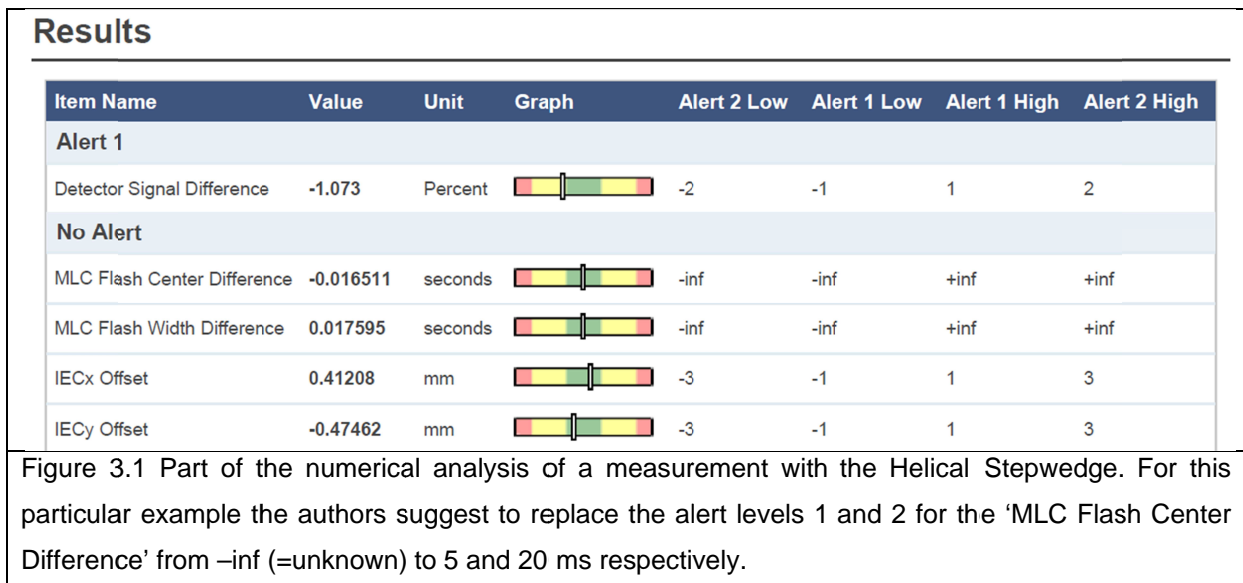 Results
Item Name Value Unit Graph Alert 2 Low Alert 1 Low Alert 1 High Alert 2 High
Alert 1
Detector Signal Difference -1.073 Percent -2 -1 1 2
No Alert
MLC Flash Center Difference -0.016511 seconds -inf -inf +inf +inf
MLC Flash Width Difference 0.017595 seconds -inf -inf +inf +inf
IECx Offset 0.41208 mm -3 -1 1 3
IECy Offset -0.47462 mm -3 -1 1 3
Figure 3.1 Part of the numerical analysis of a measurement with the Helical Stepwedge. For this
particular example the authors suggest to replace the alert levels 1 and 2 for the ‘MLC Flash Center
Difference’ from –inf (=unknown) to 5 and 20 ms respectively.